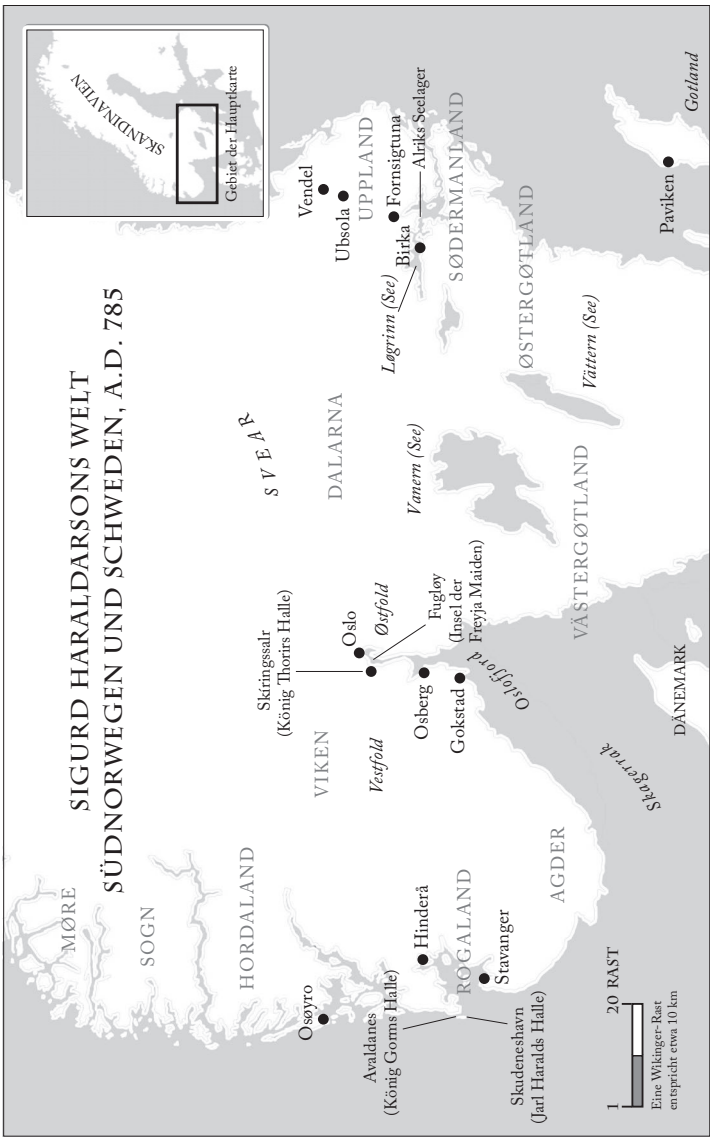 SIGURD HARALDARSONS WELT
SÜDNORWEGEN UND SCHWEDEN, A.D. 785
SKANDINAVIEN
Gebiet der Hauptkarte
MØRE
SOGN
HORDALAND
Osøyro
Avaldanes
(König Gorms Halle)
Hinderå
ROGALAND
Stavanger
Skudeneshavn
(Jarl Haralds Halle)
AGDER
VIKEN
Vestfold
Skíringssalr
(König Thorirs Halle)
Oslo
Østfold
Fugløy
(Insel der
Freyja Maiden)
Osberg
Gokstad
Oslofjord
Skagerrak
DÄNEMARK
SVEAR
DALARNA
Vanern (See)
VÄSTERGØTLAND
Vättern (See)
ØSTERGØTLAND
Løgrinn (See)
Vendel
Ubsola
UPPLAND
Fornsigtuna
Birka
Alriks Seelager
SØDERMANLAND
Paviken
Gotland
1
20 RAST
Eine Wikinger-Rast
entspricht etwa 10 km